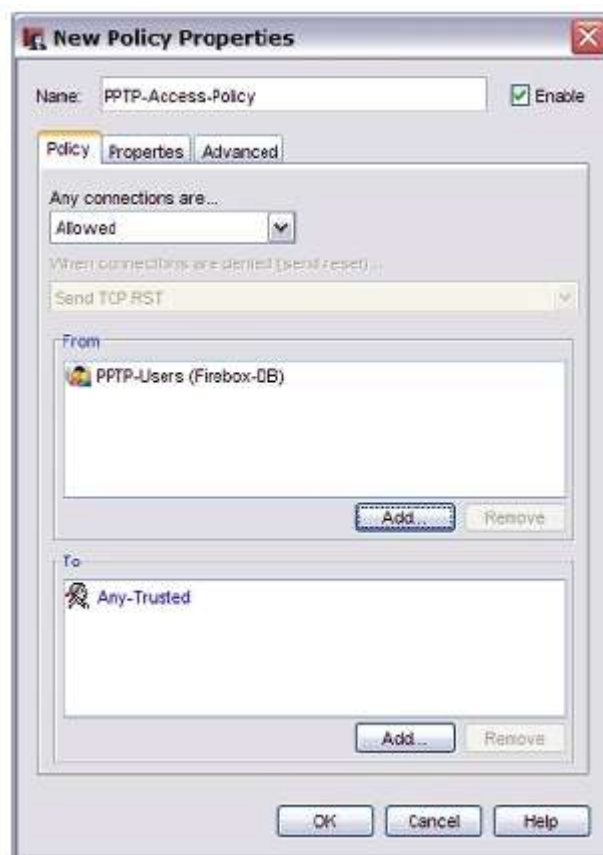 New Policy Properties
Name: PPTP-Access-Policy Enable
Policy Properties Advanced
Any connections are...
Allowed
When connections are denied (send reset)...
Send TCP RST
From
PPTP-Users (Firebox-DB)
Add... Remove
To
Any-Trusted
Add... Remove
OK Cancel Help